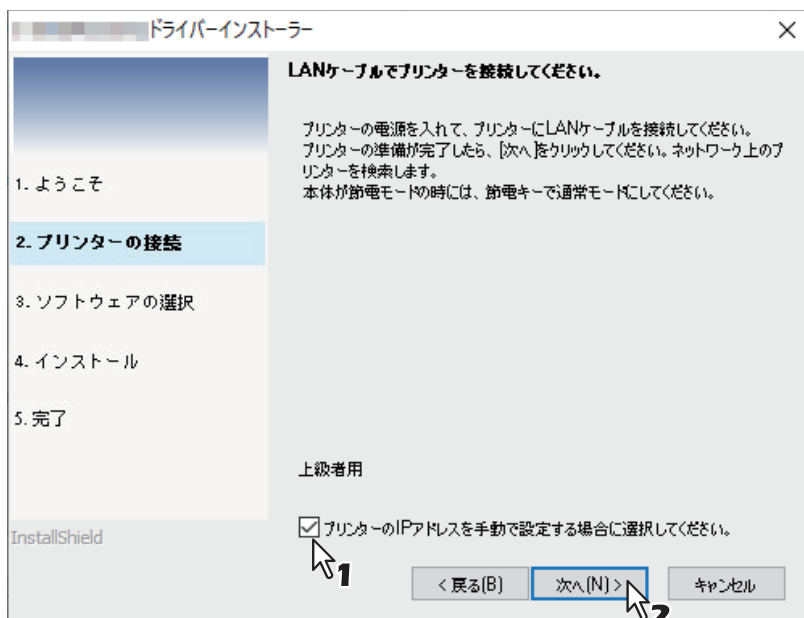 ドライバーインストーラー
LANケーブルでプリンターを接続してください。
プリンターの電源を入れて、プリンターにLANケーブルを接続してください。
プリンターの準備が完了したら、[次へ]をクリックしてください。ネットワーク上のプ
リンターを検索します。
本体が節電モードの時には、節電キーで通常モードにしてください。
1. ようこそ
2. プリンターの接続
3. ソフトウェアの選択
4. インストール
5. 完了
上級者用
プリンターのIPアドレスを手動で設定する場合に選択してください。
InstallShield
1
< 戻る(B)
次へ(N) >
キャンセル
2